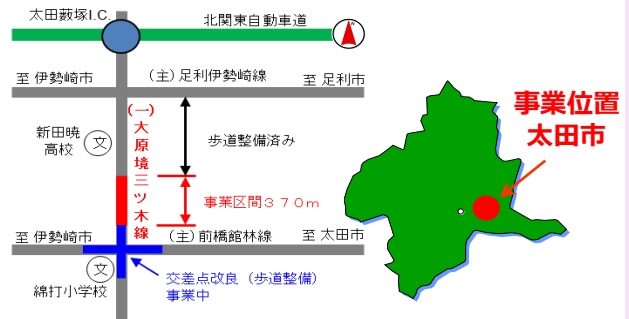 太田薮塚I.C.
北関東自動車道
至 伊勢崎市
(主) 足利伊勢崎線
至 足利市
新田暁
高校
文
(一)大原境三ツ木線
歩道整備済み
事業区間370m
至 伊勢崎市
(主) 前橋館林線
至 太田市
文
綿打小学校
交差点改良 (歩道整備)
事業中
事業位置
太田市